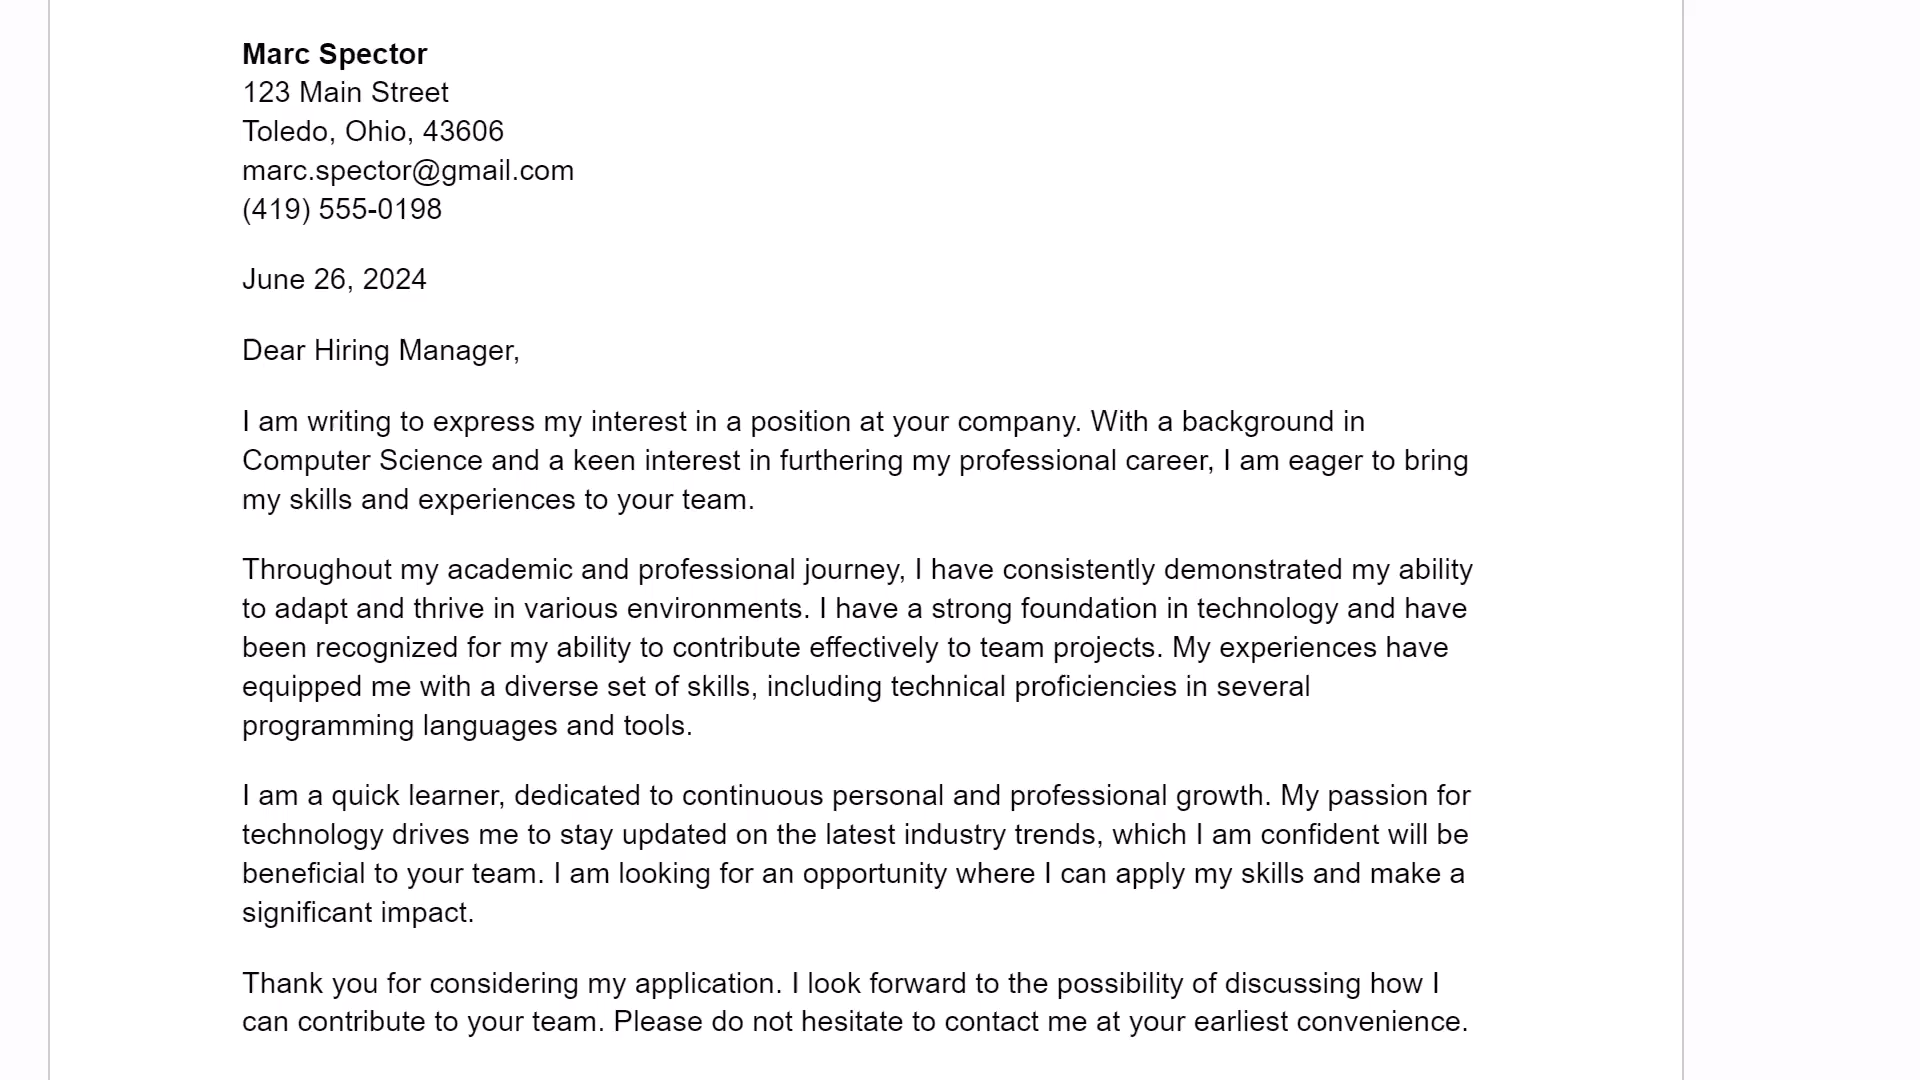 Marc Spector
123 Main Street
Toledo, Ohio, 43606
marc.spector@gmail.com
(419) 555-0198
June 26, 2024
Dear Hiring Manager,
I am writing to express my interest in a position at your company. With a background in
Computer Science and a keen interest in furthering my professional career, I am eager to bring
my skills and experiences to your team.
Throughout my academic and professional journey, I have consistently demonstrated my ability
to adapt and thrive in various environments. I have a strong foundation in technology and have
been recognized for my ability to contribute effectively to team projects. My experiences have
equipped me with a diverse set of skills, including technical proficiencies in several
programming languages and tools.
I am a quick learner, dedicated to continuous personal and professional growth. My passion for
technology drives me to stay updated on the latest industry trends, which I am confident will be
beneficial to your team. I am looking for an opportunity where I can apply my skills and make a
significant impact.
Thank you for considering my application. I look forward to the possibility of discussing how I
can contribute to your team. Please do not hesitate to contact me at your earliest convenience.